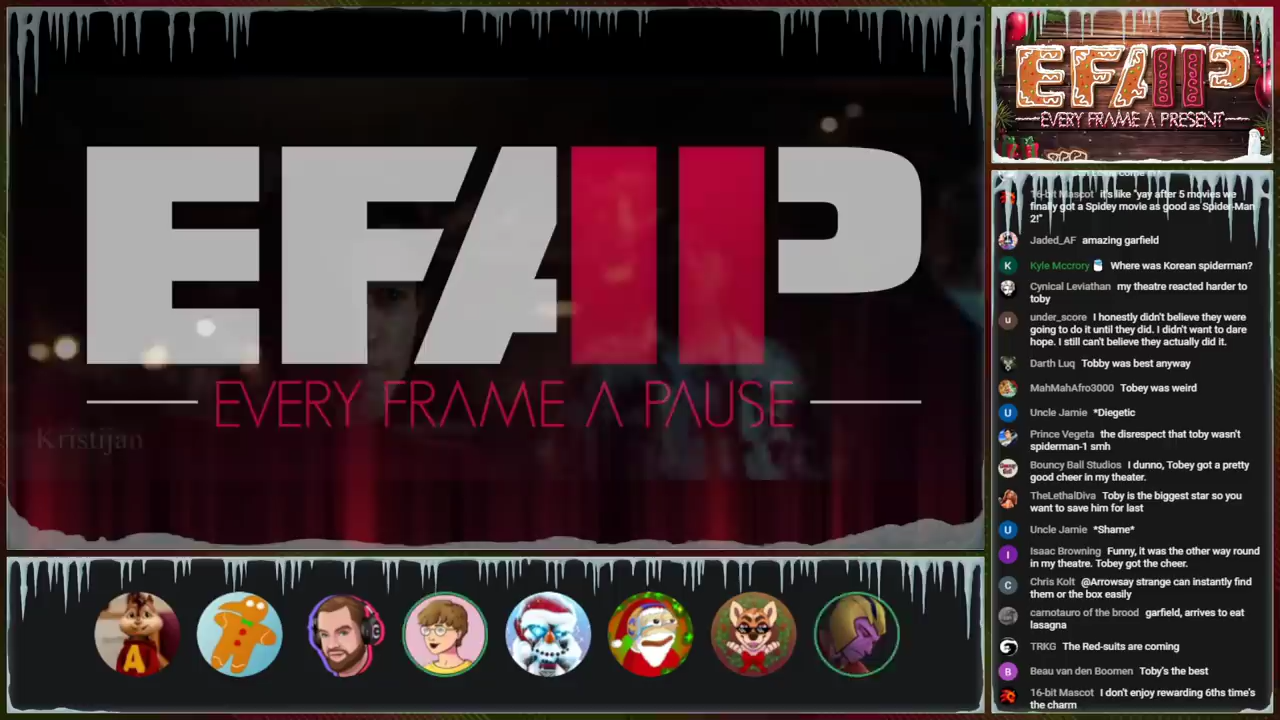 EFAP
EVERY FRAME A PAUSE
Kristijan
EFAP
EVERY FRAME A PRESENT
16-bit Mascot it's like "yay after 5 movies we
finally got a Spidey movie as good as Spider-Man
2!"
Jaded_AF amazing garfield
Kyle Mccrory Where was Korean spiderman?
Cynical Leviathan my theatre reacted harder to
toby
under_score I honestly didn't believe they were
going to do it until they did. I didn't want to dare
hope. I still can't believe they actually did it.
Darth Luq Tobby was best anyway
MahMahAfro3000 Tobey was weird
Uncle Jamie *Diegetic
Prince Vegeta the disrespect that toby wasn't
spiderman-1 smh
Bouncy Ball Studios I dunno, Tobey got a pretty
good cheer in my theater.
TheLethalDiva Toby is the biggest star so you
want to save him for last
Uncle Jamie *Shame*
Isaac Browning Funny, it was the other way round
in my theatre. Tobey got the cheer.
Chris Kolt @Arrowsay strange can instantly find
them or the box easily
carnotauro of the brood garfield, arrives to eat
lasagna
TRKG The Red-suits are coming
Beau van den Boomen Toby's the best
16-bit Mascot I don't enjoy rewarding 6ths time's
the charm